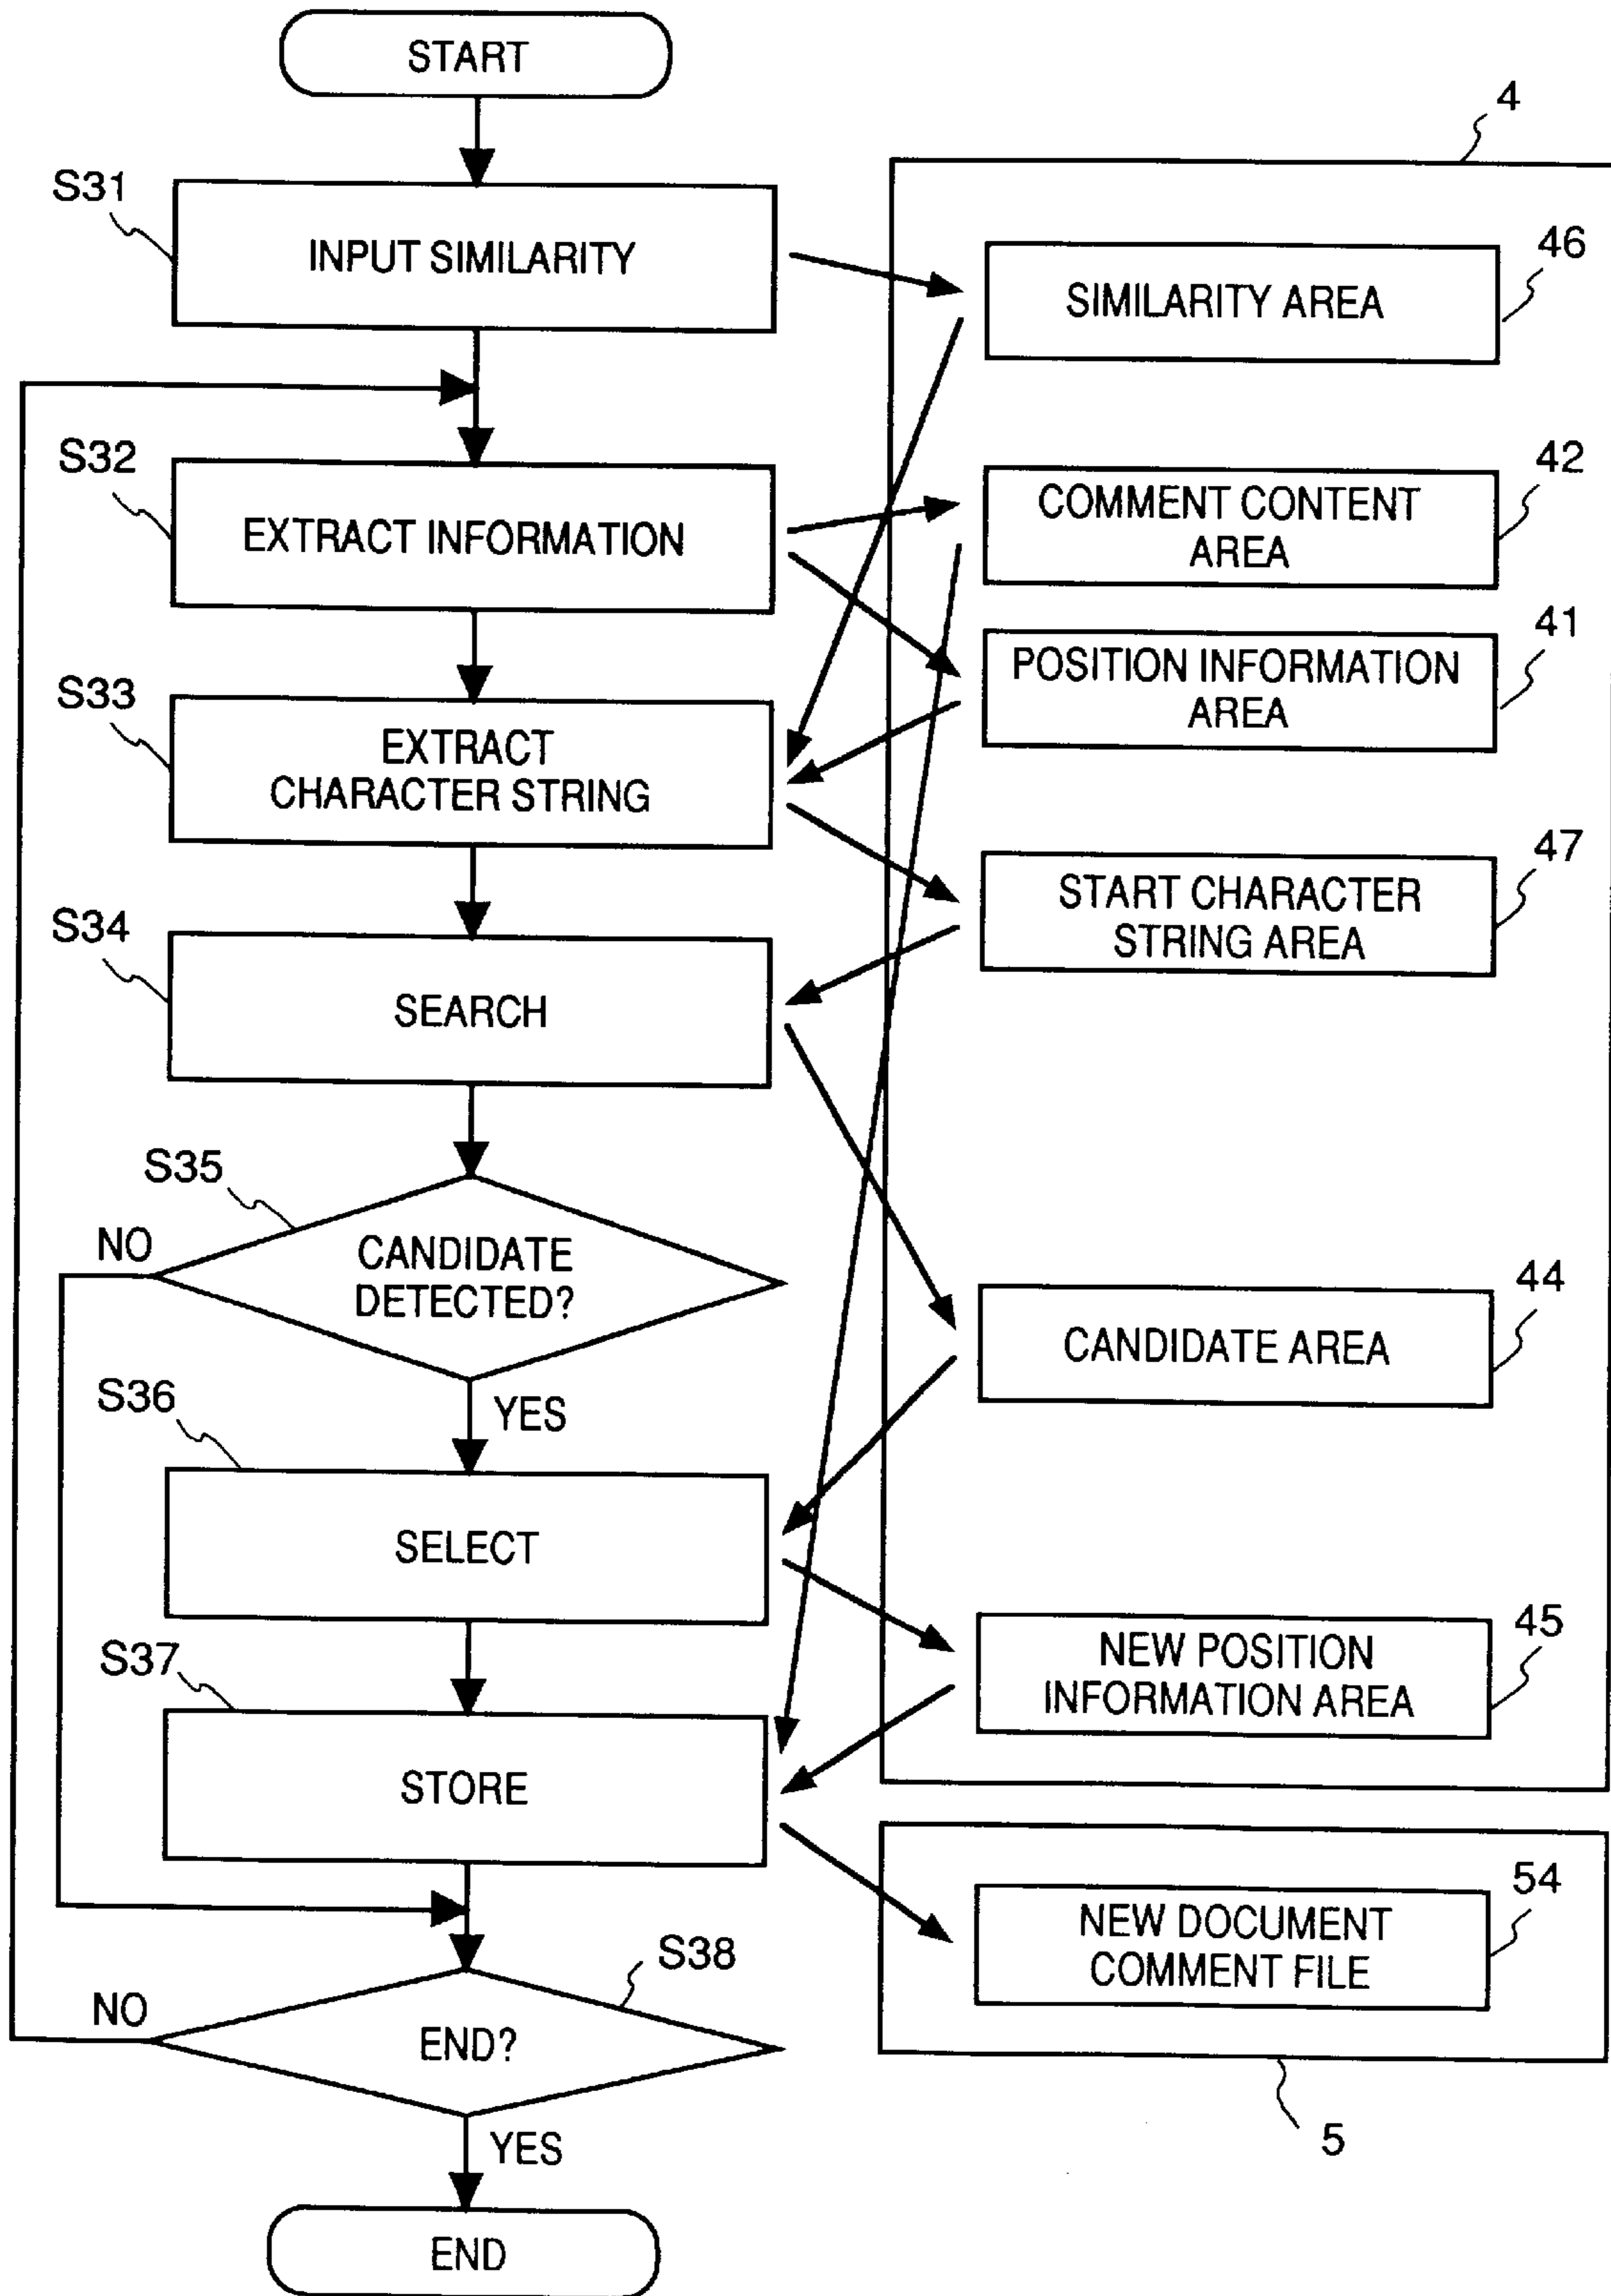 START
4
S31
INPUT SIMILARITY
46
SIMILARITY AREA
S32
EXTRACT INFORMATION
42
COMMENT CONTENT
AREA
41
POSITION INFORMATION
AREA
S33
EXTRACT
CHARACTER STRING
47
START CHARACTER
STRING AREA
S34
SEARCH
S35
NO
CANDIDATE
DETECTED?
44
CANDIDATE AREA
YES
S36
SELECT
45
NEW POSITION
INFORMATION AREA
S37
STORE
54
NEW DOCUMENT
COMMENT FILE
S38
NO
END?
5
YES
END